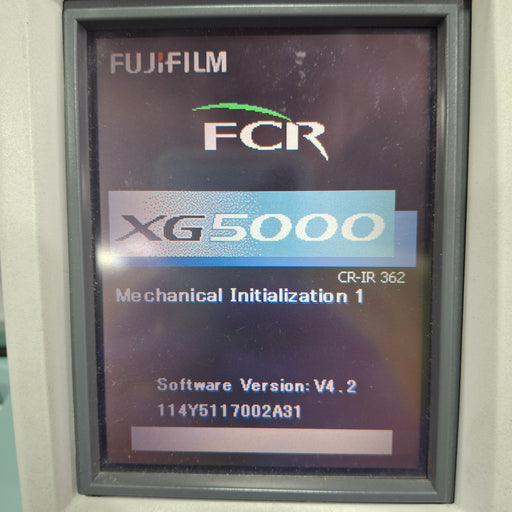 FUJIFILM
FCR
XG5000
CR-IR 362
Mechanical Initialization 1
Software Version: V4.2
114Y5117002A31